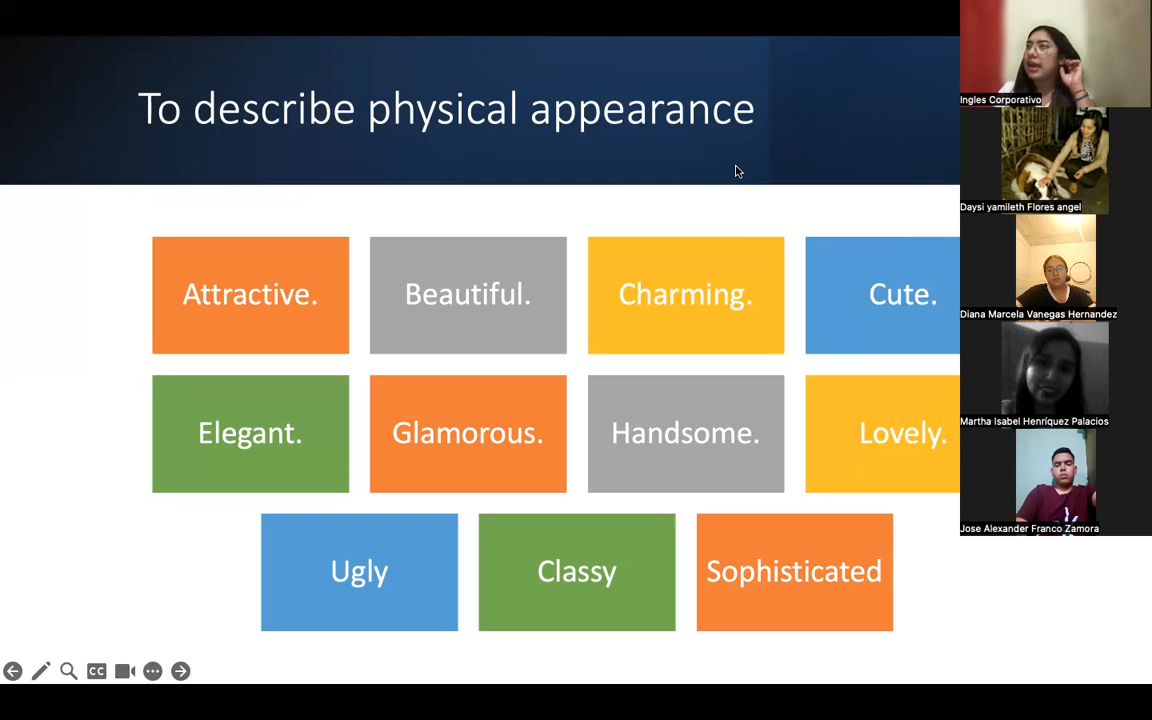 To describe physical appearance
Attractive.
Beautiful.
Charming.
Cute.
Elegant.
Glamorous.
Handsome.
Lovely.
Ugly
Classy
Sophisticated
CC
Ingles Corporativo
Daysi yamileth Flores angel
Diana Marcela Vanegas Hernandez
Martha Isabel Henríquez Palacios
Jose Alexander Franco Zamora